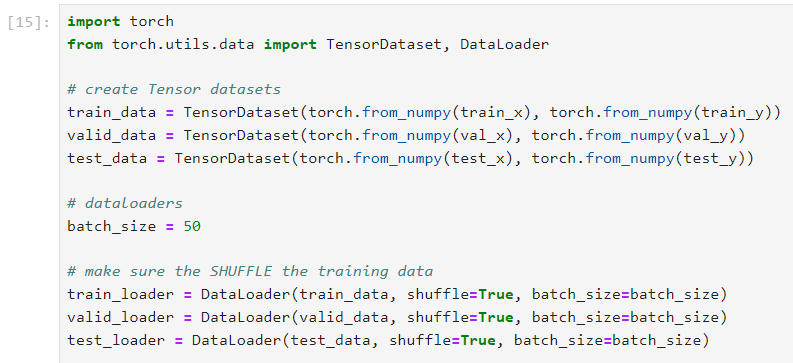 [15]: import torch
from torch.utils.data import TensorDataset, DataLoader
# create Tensor datasets
train_data = TensorDataset(torch.from_numpy(train_x), torch.from_numpy(train_y))
valid_data = TensorDataset(torch.from_numpy(val_x), torch.from_numpy(val_y))
test_data = TensorDataset(torch.from_numpy(test_x), torch.from_numpy(test_y))
# dataloaders
batch_size = 50
# make sure the SHUFFLE the training data
train_loader = DataLoader(train_data, shuffle=True, batch_size=batch_size)
valid_loader = DataLoader(valid_data, shuffle=True, batch_size=batch_size)
test_loader = DataLoader(test_data, shuffle=True, batch_size=batch_size)